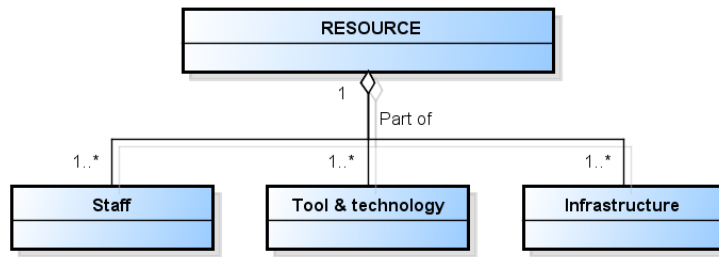 RESOURCE
1
Part of
1..* 1..* 1..*
Staff Tool & technology Infrastructure